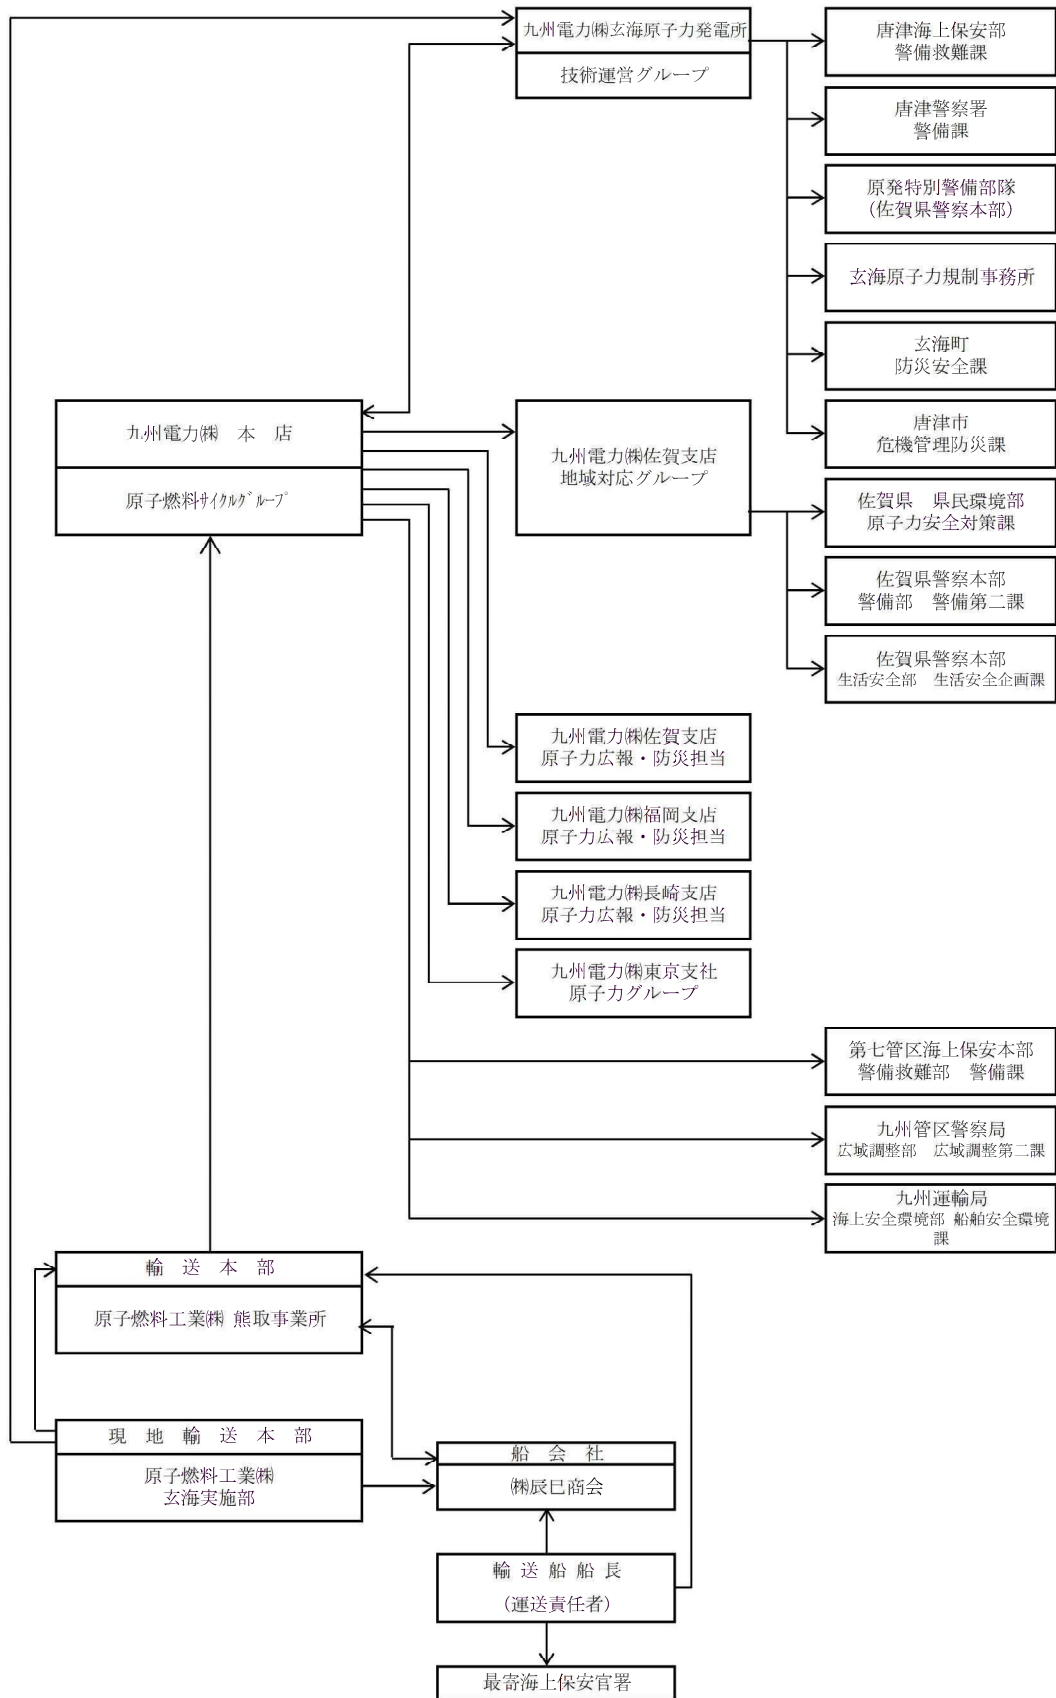 九州電力㈱玄海原子力発電所
技術運営グループ
唐津海上保安部
警備救難課
唐津警察署
警備課
原発特別警備部隊
(佐賀県警察本部)
玄海原子力規制事務所
玄海町
防災安全課
唐津市
危機管理防災課
九州電力㈱ 本 店
原子燃料サイクルグループ
九州電力㈱佐賀支店
地域対応グループ
佐賀県 県民環境部
原子力安全対策課
佐賀県警察本部
警備部 警備第二課
佐賀県警察本部
生活安全部 生活安全企画課
九州電力㈱佐賀支店
原子力広報・防災担当
九州電力㈱福岡支店
原子力広報・防災担当
九州電力㈱長崎支店
原子力広報・防災担当
九州電力㈱東京支社
原子力グループ
第七管区海上保安本部
警備救難部 警備課
九州管区警察局
広域調整部 広域調整第二課
九州運輸局
海上安全環境部 船舶安全環境
課
輸 送 本 部
原子燃料工業㈱ 熊取事業所
現 地 輸 送 本 部
原子燃料工業㈱
玄海実施部
船 会 社
㈱辰巳商会
輸 送 船 船 長
(運送責任者)
最寄海上保安官署